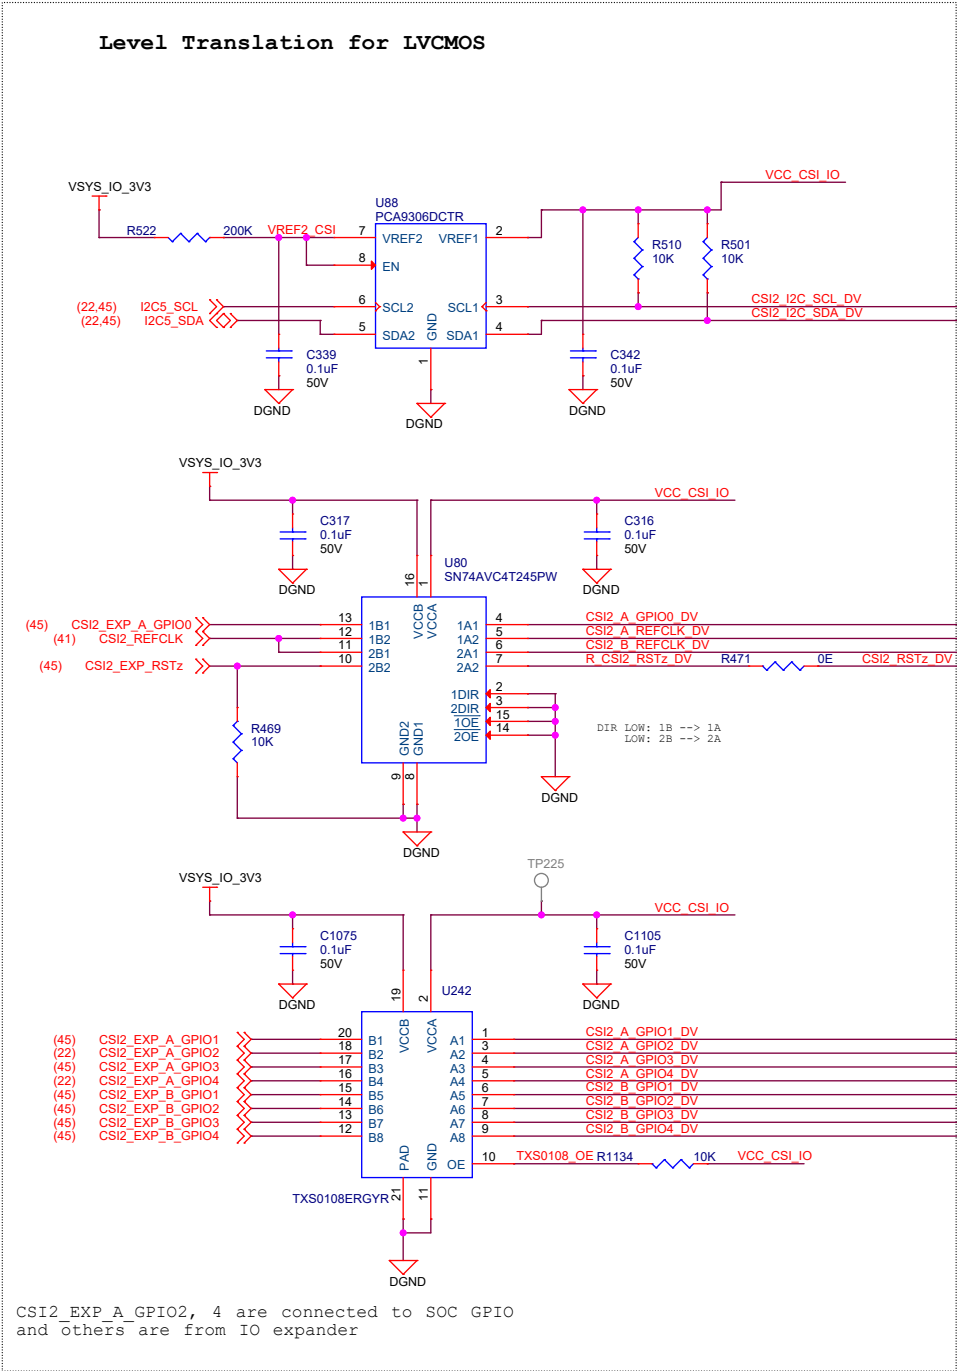 Level Translation for LVCMOS
VCC_CSI_IO
VSYS_IO_3V3
U88
PCA9306DCTR
R522 200K VREF2_CSI 7 VREF2 VREF1 2
R510 10K
R501 10K
8 EN
(22,45) I2C5_SCL 6 SCL2 SCL1 3 CSI2_I2C_SCL_DV
(22,45) I2C5_SDA 5 SDA2 SDA1 4 CSI2_I2C_SDA_DV
GND
1
C339
0.1uF
50V
C342
0.1uF
50V
DGND
DGND
DGND
VSYS_IO_3V3
VCC_CSI_IO
C317
0.1uF
50V
C316
0.1uF
50V
DGND
DGND
U80
SN74AVC4T245PW
16 1
VCCB VCCA
(45) CSI2_EXP_A_GPIO0 13 1B1 1A1 4 CSI2_A_GPIO0_DV
(41) CSI2_REFCLK 12 1B2 1A2 5 CSI2_A_REFCLK_DV
11 2B1 2A1 6 CSI2_B_REFCLK_DV
(45) CSI2_EXP_RSTz 10 2B2 2A2 7 R_CSI2_RSTz_DV R471 0E CSI2_RSTz_DV
1DIR 2
2DIR 3
1OE 15
2OE 14
DIR LOW: 1B --> 1A
LOW: 2B --> 2A
R469
10K
GND2 GND1
9 8
DGND
DGND
TP225
VSYS_IO_3V3
VCC_CSI_IO
C1075
0.1uF
50V
C1105
0.1uF
50V
DGND
DGND
U242
19 2
VCCB VCCA
(45) CSI2_EXP_A_GPIO1 20 B1 A1 1 CSI2_A_GPIO1_DV
(22) CSI2_EXP_A_GPIO2 18 B2 A2 3 CSI2_A_GPIO2_DV
(45) CSI2_EXP_A_GPIO3 17 B3 A3 4 CSI2_A_GPIO3_DV
(22) CSI2_EXP_A_GPIO4 16 B4 A4 5 CSI2_A_GPIO4_DV
(45) CSI2_EXP_B_GPIO1 15 B5 A5 6 CSI2_B_GPIO1_DV
(45) CSI2_EXP_B_GPIO2 14 B6 A6 7 CSI2_B_GPIO2_DV
(45) CSI2_EXP_B_GPIO3 13 B7 A7 8 CSI2_B_GPIO3_DV
(45) CSI2_EXP_B_GPIO4 12 B8 A8 9 CSI2_B_GPIO4_DV
PAD GND OE 10 TXS0108_OE R1134 10K VCC_CSI_IO
TXS0108ERGYR 21 11
DGND
CSI2_EXP_A_GPIO2, 4 are connected to SOC GPIO
and others are from IO expander